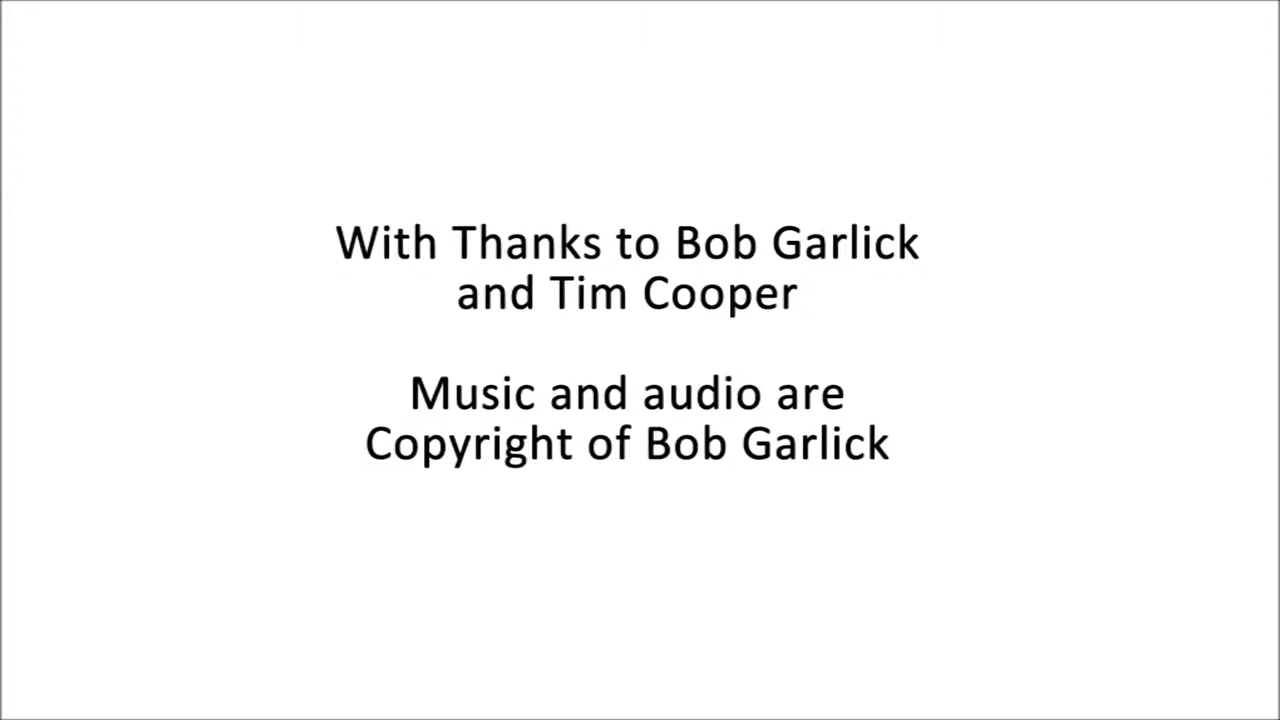 With Thanks to Bob Garlick
and Tim Cooper
Music and audio are
Copyright of Bob Garlick